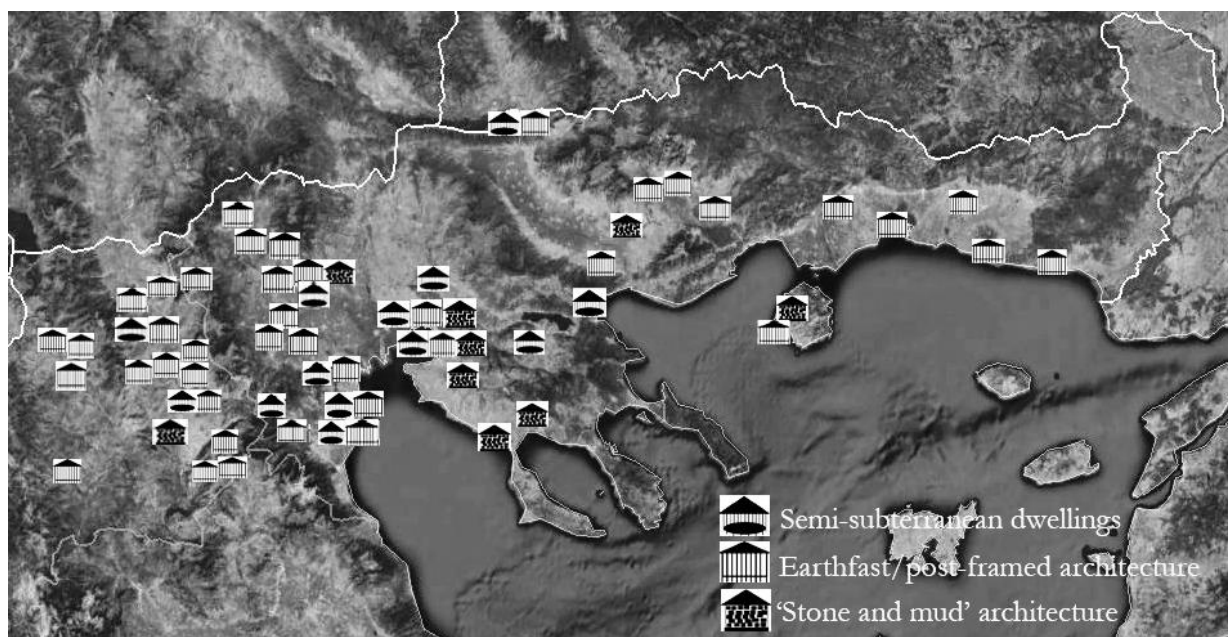 Semi-subterranean dwellings
Earthfast/post-framed architecture
‘Stone and mud’ architecture